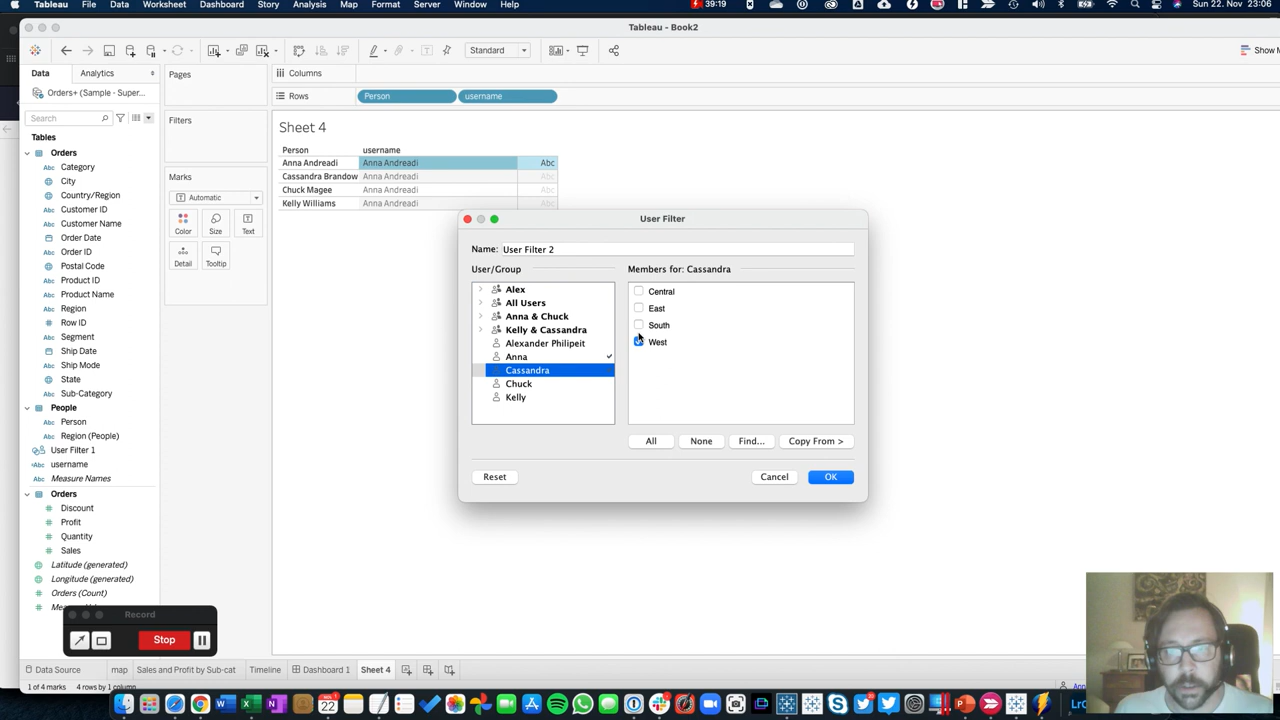 Tableau File Data Worksheet Dashboard Story Analysis Map Format Server Window Help 39:19 Sun 22. Nov 23:06
Tableau - Book2
Standard Show M
Data Analytics Pages Columns
Orders+ (Sample - Super... Rows Person username
Search
Tables
Filters
Sheet 4
Orders
Category
City
Country/Region
Customer ID
Customer Name
Order Date
Order ID
Postal Code
Product ID
Product Name
Region
Row ID
Segment
Ship Date
Ship Mode
State
Sub-Category
People
Person
Region (People)
User Filter 1
username
Measure Names
Orders
Discount
Profit
Quantity
Sales
Latitude (generated)
Longitude (generated)
Orders (Count)
Marks
Automatic
Color Size Text
Detail Tooltip
Person username
Anna Andreadi Anna Andreadi Abc
Cassandra Brandow Anna Andreadi Abc
Chuck Magee Anna Andreadi Abc
Kelly Williams Anna Andreadi Abc
User Filter
Name: User Filter 2
User/Group Members for: Cassandra
Alex
All Users
Anna & Chuck
Kelly & Cassandra
Alexander Philipeit
Anna
Cassandra
Chuck
Kelly
Central
East
South
West
All None Find... Copy From >
Reset Cancel OK
Record
Stop
Data Source map Sales and Profit by Sub-cat Timeline Dashboard 1 Sheet 4
1 of 4 marks 4 rows by 1 column